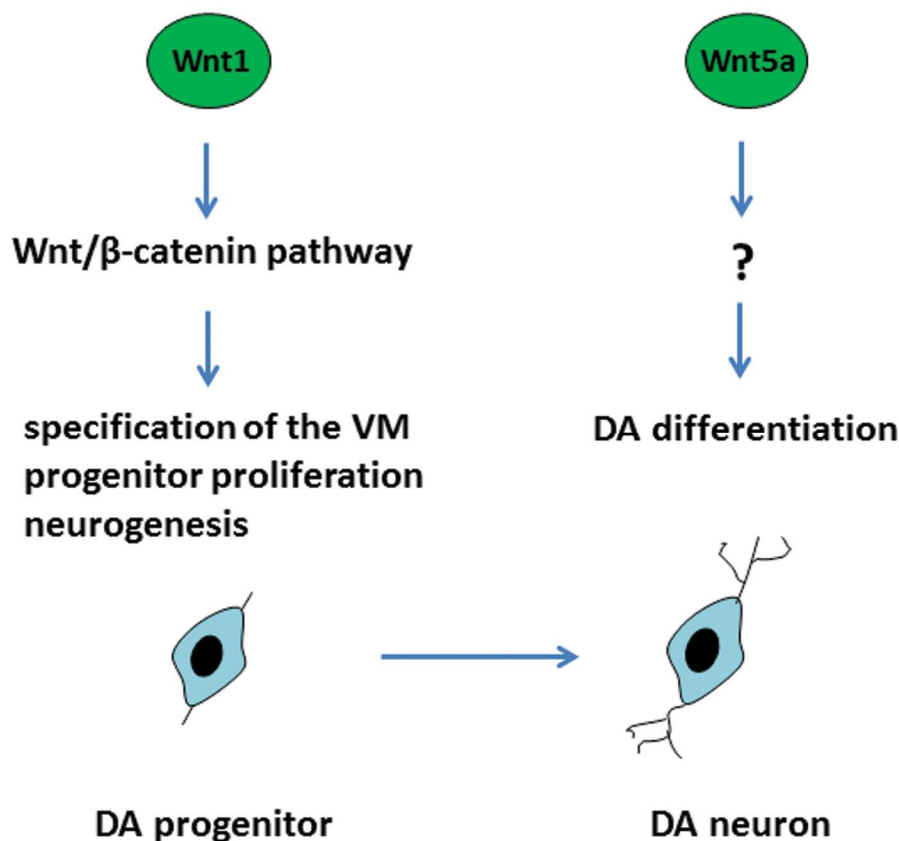 Wnt1
Wnt5a
Wnt/β-catenin pathway
?
specification of the VM
progenitor proliferation
neurogenesis
DA differentiation
DA progenitor
DA neuron